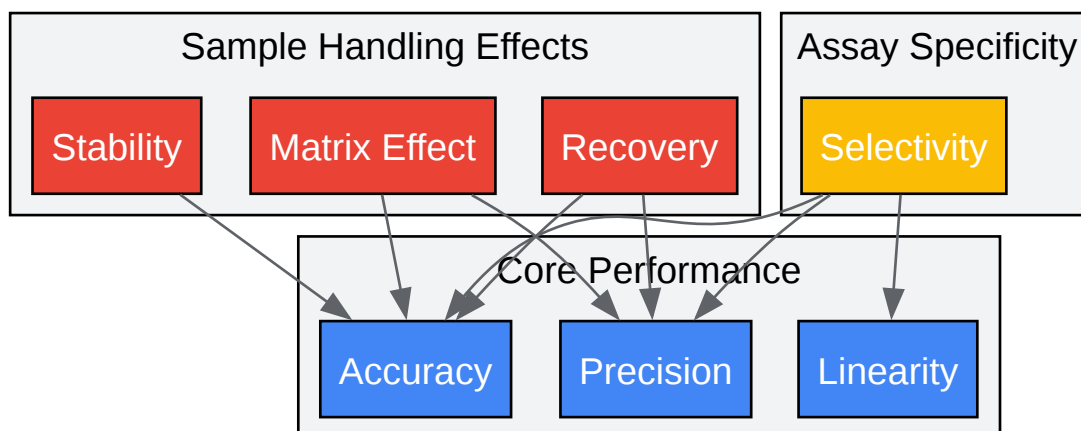 Sample Handling Effects
Assay Specificity
Stability
Matrix Effect
Recovery
Selectivity
Core Performance
Accuracy
Precision
Linearity